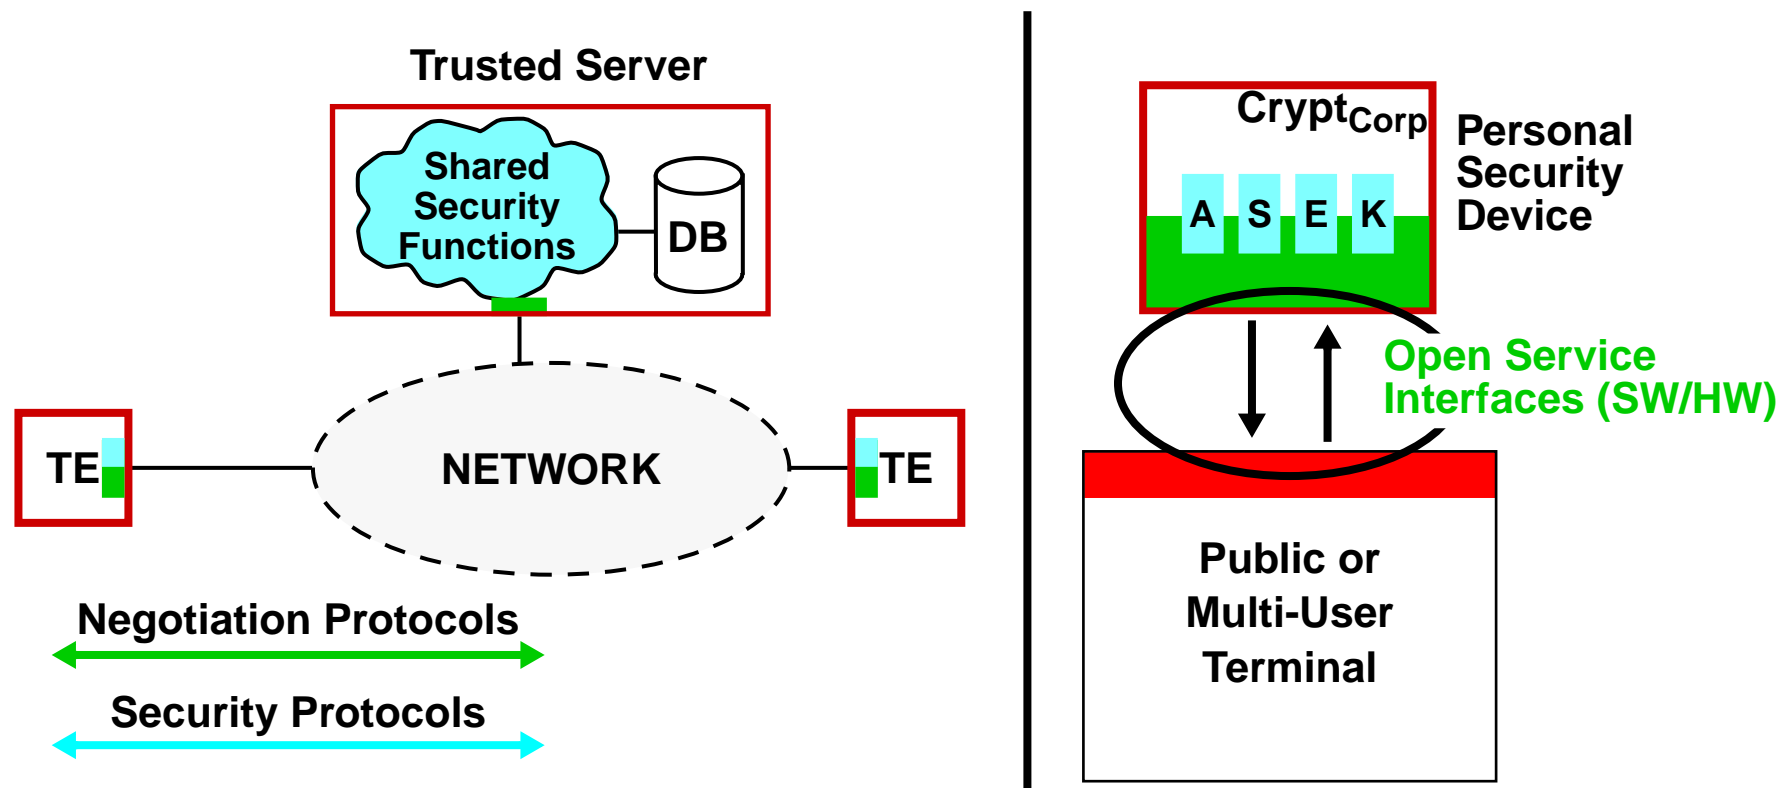 Trusted Server
Shared
Security
Functions
DB
TE
NETWORK
TE
Negotiation Protocols
Security Protocols
CryptCorp
Personal
Security
Device
A S E K
Open Service
Interfaces (SW/HW)
Public or
Multi-User
Terminal